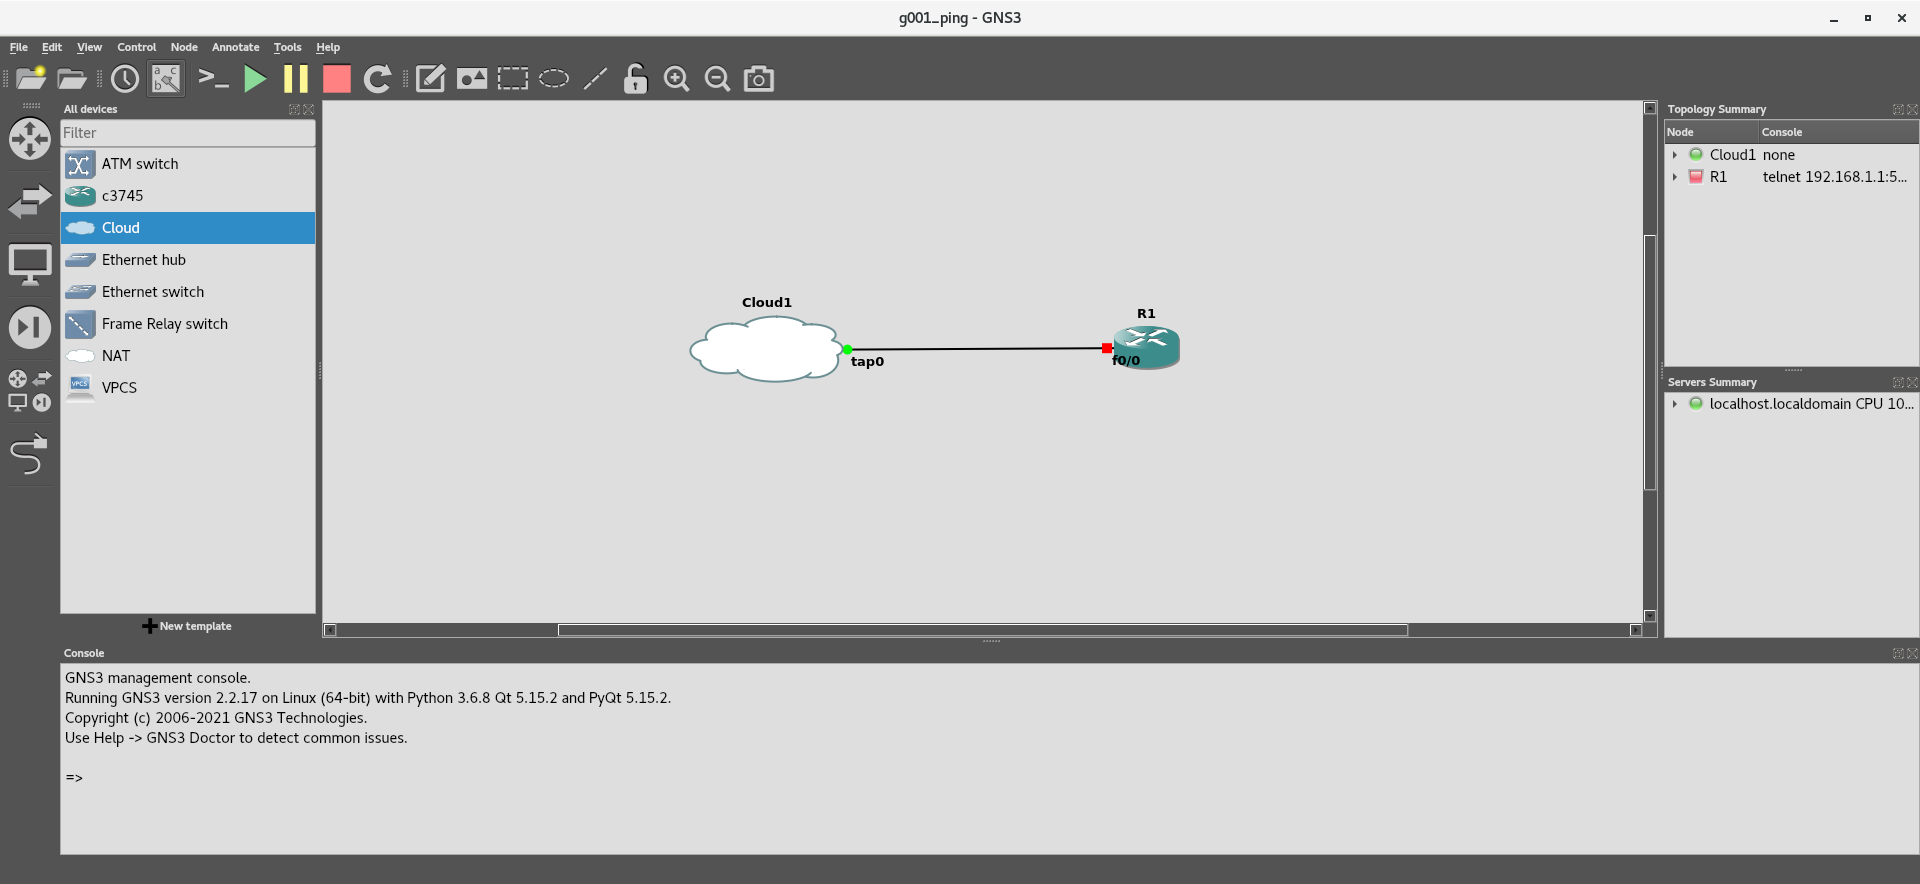 g001_ping - GNS3
File Edit View Control Node Annotate Tools Help
a c
b
>_
All devices
Filter
ATM switch
c3745
Cloud
Ethernet hub
Ethernet switch
Frame Relay switch
NAT
VPCS
VPCS
New template
Cloud1
tap0
R1
f0/0
Topology Summary
Node Console
Cloud1 none
R1 telnet 192.168.1.1:5...
Servers Summary
localhost.localdomain CPU 10...
Console
GNS3 management console.
Running GNS3 version 2.2.17 on Linux (64-bit) with Python 3.6.8 Qt 5.15.2 and PyQt 5.15.2.
Copyright (c) 2006-2021 GNS3 Technologies.
Use Help -> GNS3 Doctor to detect common issues.
=>